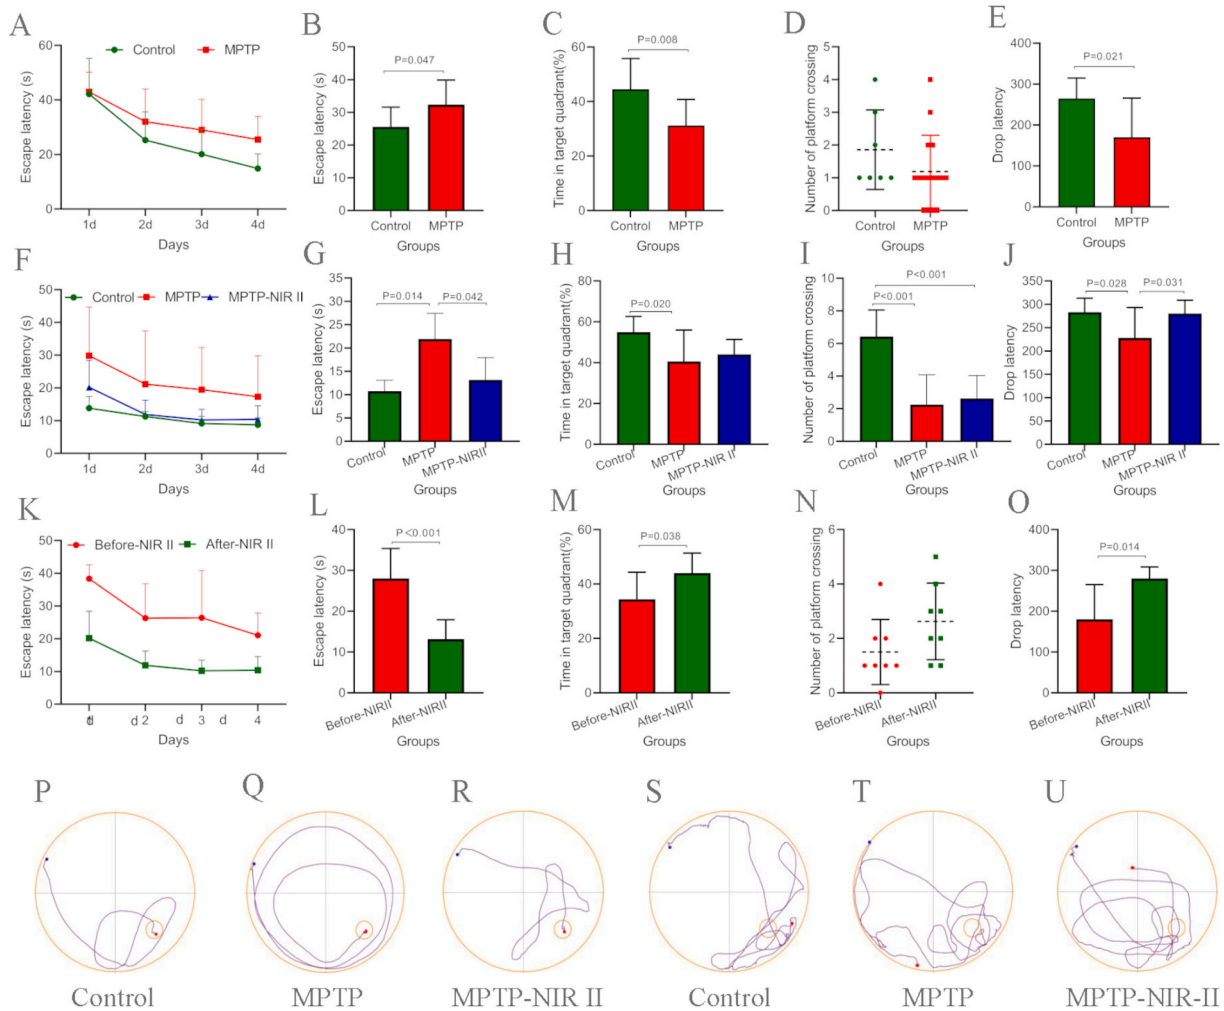 A
Control
MPTP
60
40
20
0
Escape latency (s)
1d 2d 3d 4d
Days
B
P=0.047
50
40
30
20
10
0
Escape latency (s)
Control MPTP
Groups
C
P=0.008
60
40
20
0
Time in target quadrant(%)
Control MPTP
Groups
D
5
4
3
2
1
0
Number of platform crossing
Control MPTP
Groups
E
P=0.021
400
300
200
100
0
Drop latency
Control MPTP
Groups
F
Control MPTP MPTP-NIR II
50
40
30
20
10
0
Escape latency (s)
1d 2d 3d 4d
Days
G
P=0.014 P=0.042
35
30
25
20
15
10
5
0
Escape latency (s)
Control MPTP MPTP-NIRII
Groups
H
P=0.020
80
60
40
20
0
Time in target quadrant(%)
Control MPTP MPTP-NIR II
Groups
I
P<0.001
P<0.001
10
8
6
4
2
0
Number of platform crossing
Control MPTP MPTP-NIR II
Groups
J
P=0.028 P=0.031
350
300
250
200
150
100
50
0
Drop latency
Control MPTP MPTP-NIR II
Groups
K
Before-NIR II After-NIR II
50
40
30
20
10
0
Escape latency (s)
d 2 d 3 d 4
Days
L
P<0.001
40
30
20
10
0
Escape latency (s)
Before-NIRII After-NIRII
Groups
M
P=0.038
60
40
20
0
Time in target quadrant(%)
Before-NIRII After-NIRII
Groups
N
6
4
2
0
Number of platform crossing
Before-NIRII After-NIRII
Groups
O
P=0.014
400
300
200
100
0
Drop latency
Before-NIRII After-NIRII
Groups
P Q R S T U
Control MPTP MPTP-NIR II Control MPTP MPTP-NIR-II